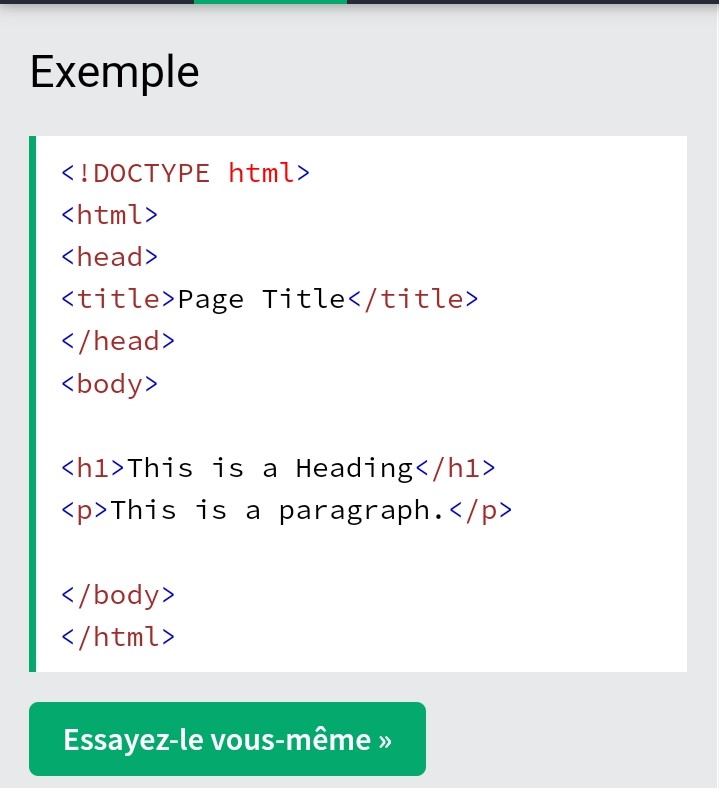 Exemple
<!DOCTYPE html>
<html>
<head>
<title>Page Title</title>
</head>
<body>
<h1>This is a Heading</h1>
<p>This is a paragraph.</p>
</body>
</html>
Essayez-le vous-même »